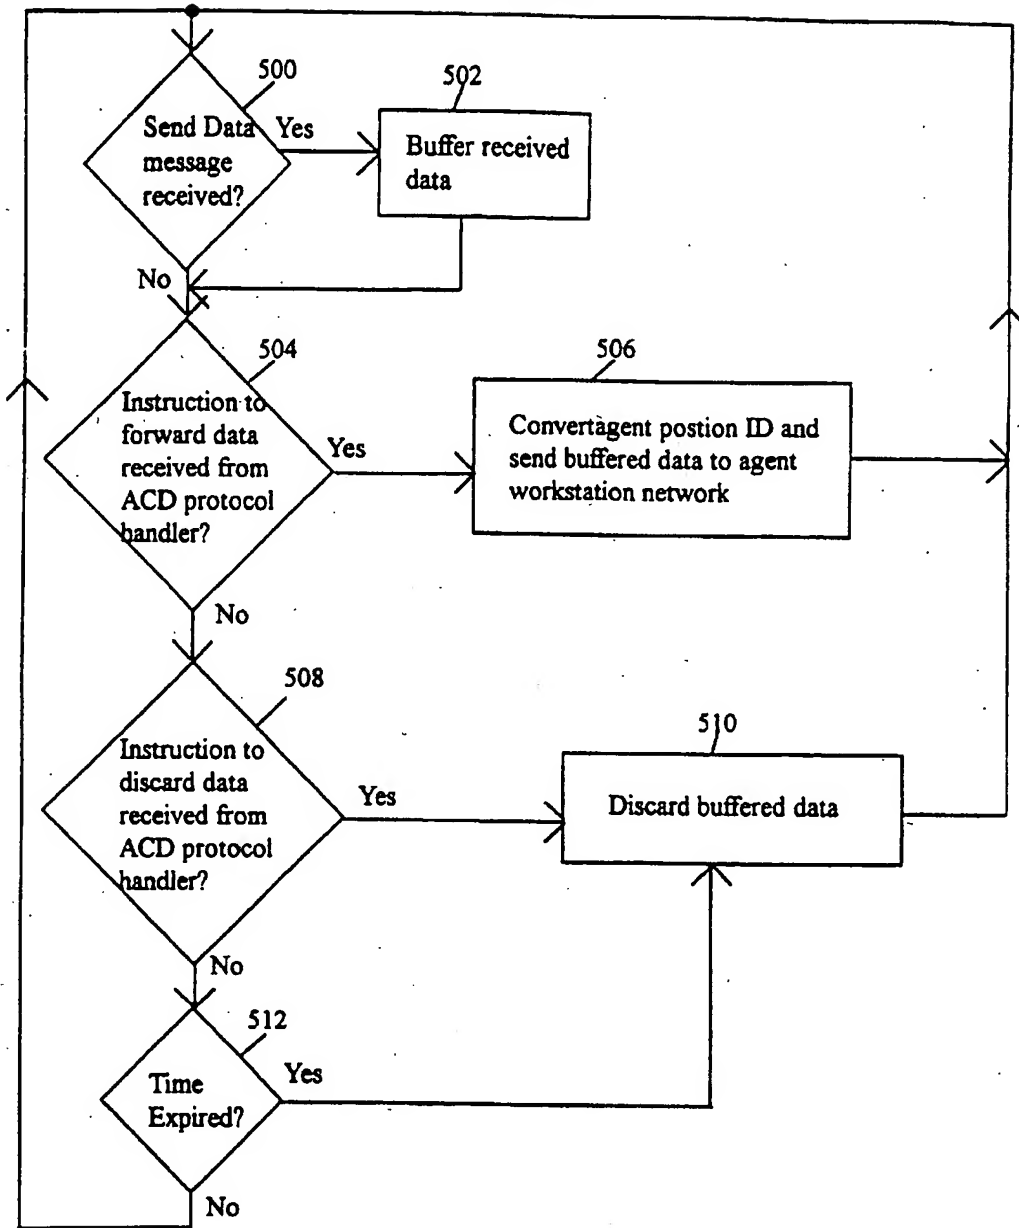 500
502
Send Data
message
received?
Yes
Buffer received
data
No
504
506
Instruction to
forward data
received from
ACD protocol
handler?
Yes
Convertagent postion ID and
send buffered data to agent
workstation network
No
508
510
Instruction to
discard data
received from
ACD protocol
handler?
Yes
Discard buffered data
No
512
Time
Expired?
Yes
No